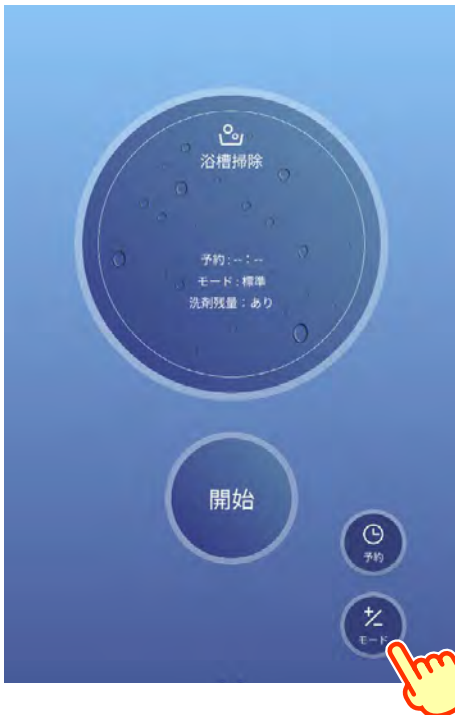 浴槽掃除
予約:--:--
モード:標準
洗剤残量:あり
開始
予約
モード